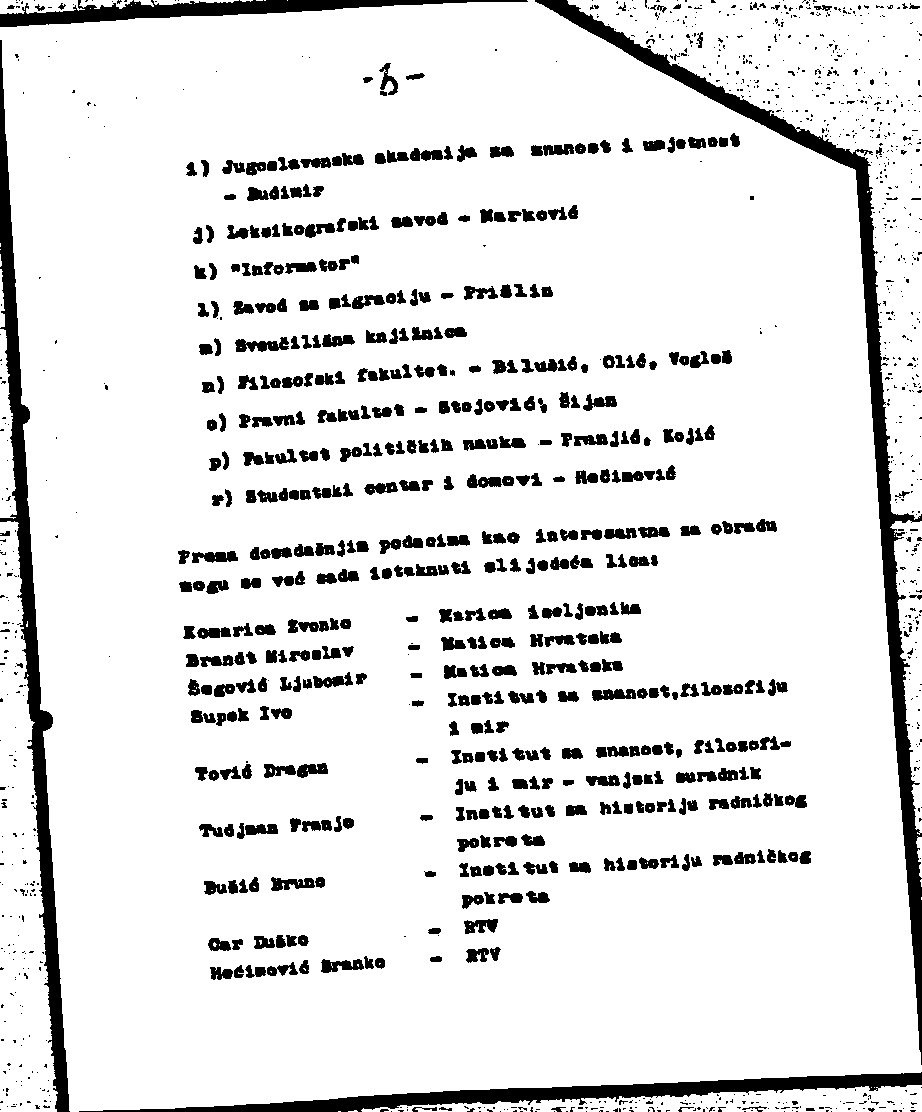 i) Jugoslavenska akademija za znanost i umjetnost
- Budimir
j) Leksikografski zavod - Marković
k) "Informator"
l) Zavod za migraciju - Prišlin
m) Sveučilišna knjižnica
n) Filozofski fakultet. - Bilušić, Olić, Vogleš
o) Pravni fakultet - Stojović, Šijan
p) Fakultet političkih nauka - Franjić, Kojić
r) Studentski centar i domovi - Hećimović
Prema dosadašnjim podacima kao interesantna za obradu
mogu se već sada istaknuti slijedeća lica:
Komarica Zvonko - Marica iseljenika
Brandt Miroslav - Matica Hrvatska
Šegović Ljubomir - Matica Hrvatska
Supek Ivo - Institut za znanost,filozofiju
i mir
Tović Dragan - Institut za znanost, filozofi-
ju i mir - vanjski suradnik
Tudjman Franjo - Institut za historiju radničkog
pokreta
Bušić Bruno - Institut za historiju radničkog
pokreta
Car Duško - RTV
Hećimović Branko - RTV